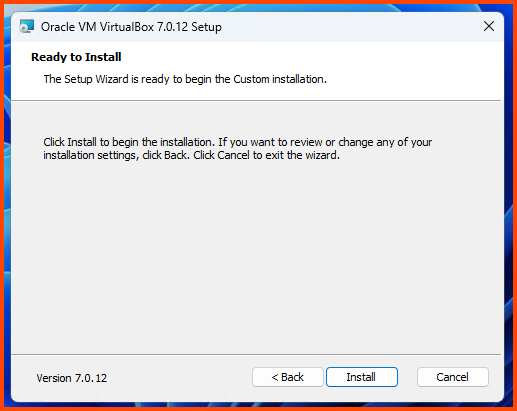 Oracle VM VirtualBox 7.0.12 Setup
Ready to Install
The Setup Wizard is ready to begin the Custom installation.
Click Install to begin the installation. If you want to review or change any of your
installation settings, click Back. Click Cancel to exit the wizard.
Version 7.0.12
< Back
Install
Cancel